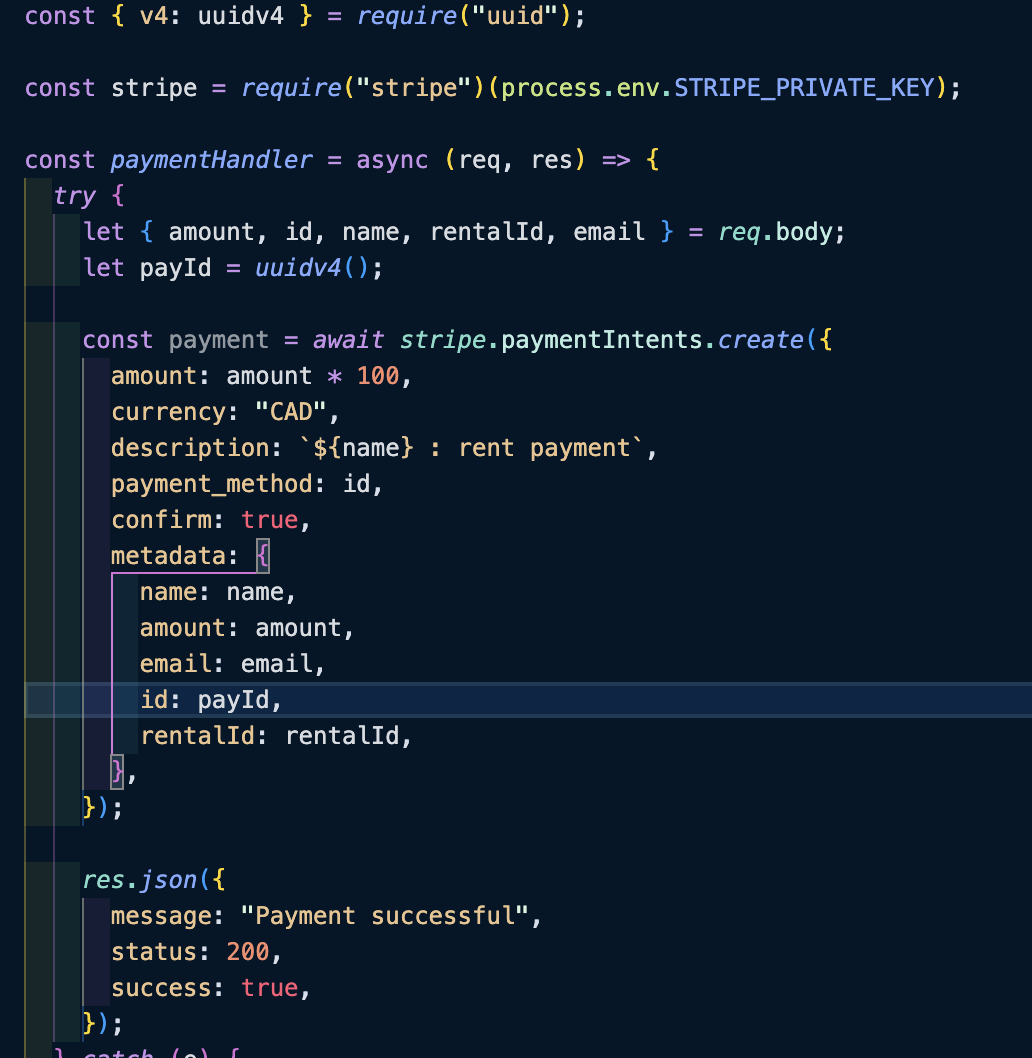 const { v4: uuidv4 } = require("uuid");
const stripe = require("stripe")(process.env.STRIPE_PRIVATE_KEY);
const paymentHandler = async (req, res) => {
try {
let { amount, id, name, rentalId, email } = req.body;
let payId = uuidv4();
const payment = await stripe.paymentIntents.create({
amount: amount * 100,
currency: "CAD",
description: `${name} : rent payment`,
payment_method: id,
confirm: true,
metadata: {
name: name,
amount: amount,
email: email,
id: payId,
rentalId: rentalId,
},
});
res.json({
message: "Payment successful",
status: 200,
success: true,
});
} catch (e) {